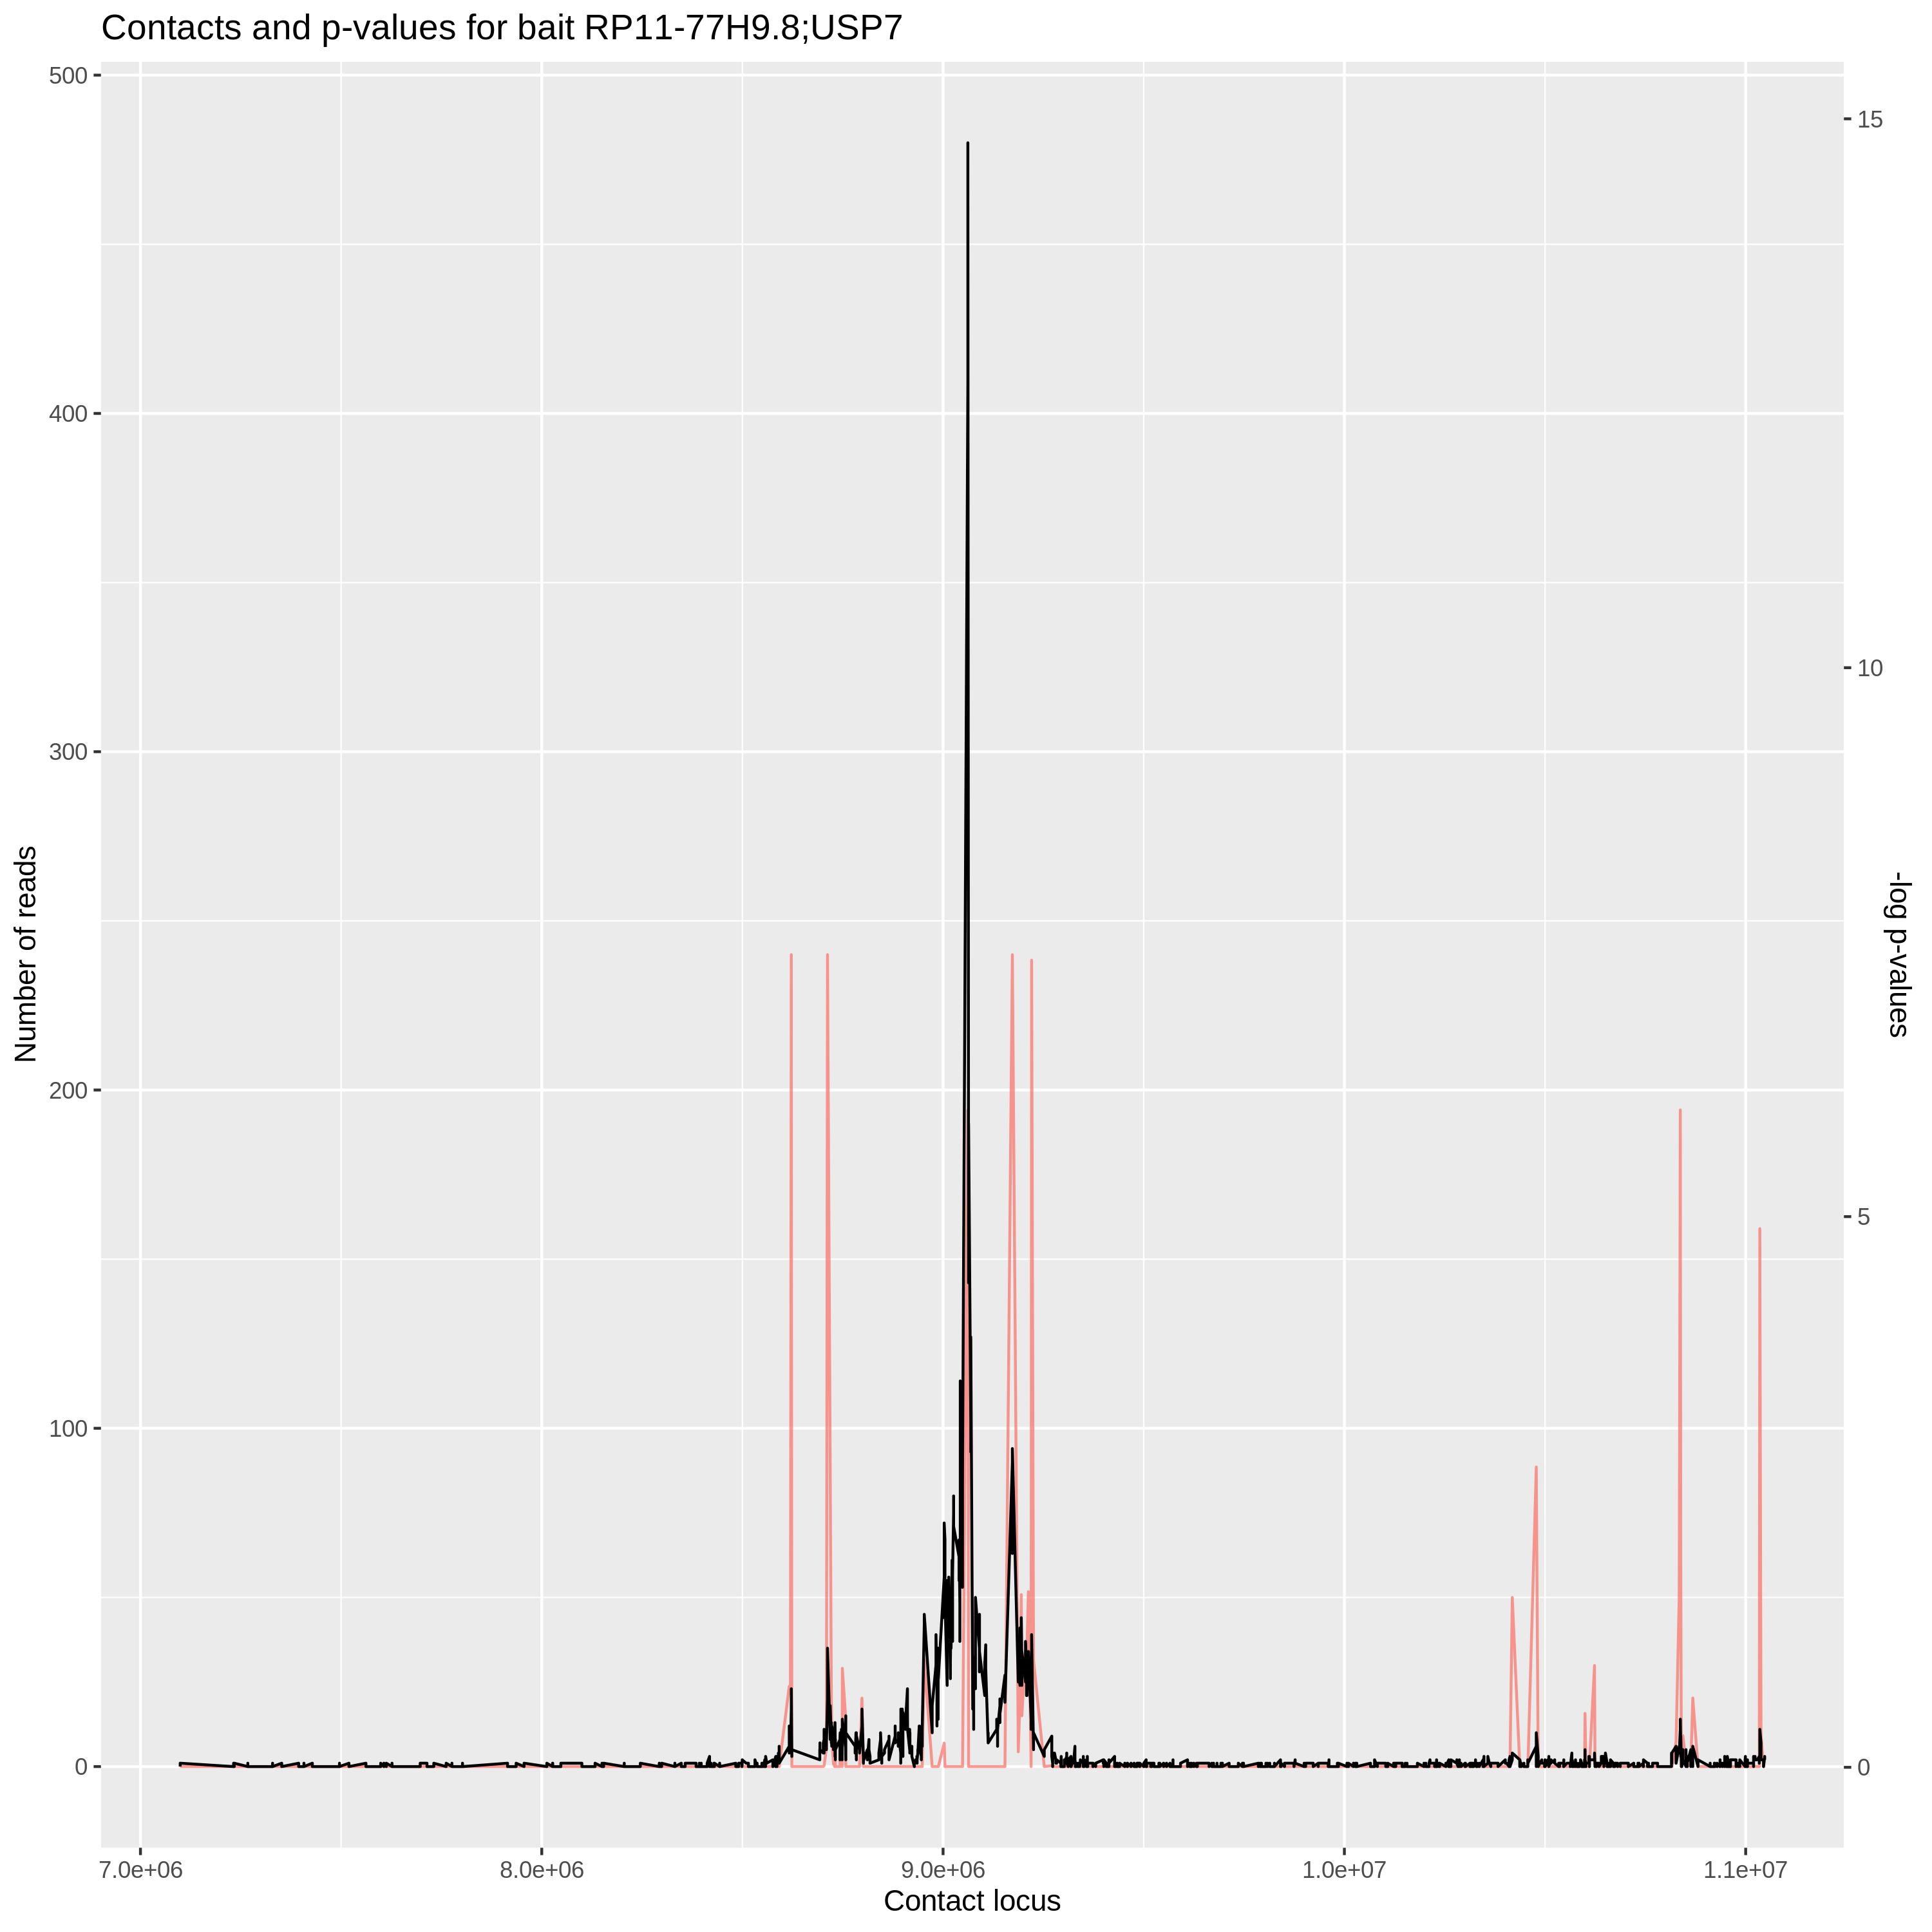 Contacts and p-values for bait RP11-77H9.8;USP7
500
400
300
200
100
0
Number of reads
15
10
5
0
-log p-values
7.0e+06
8.0e+06
9.0e+06
1.0e+07
1.1e+07
Contact locus